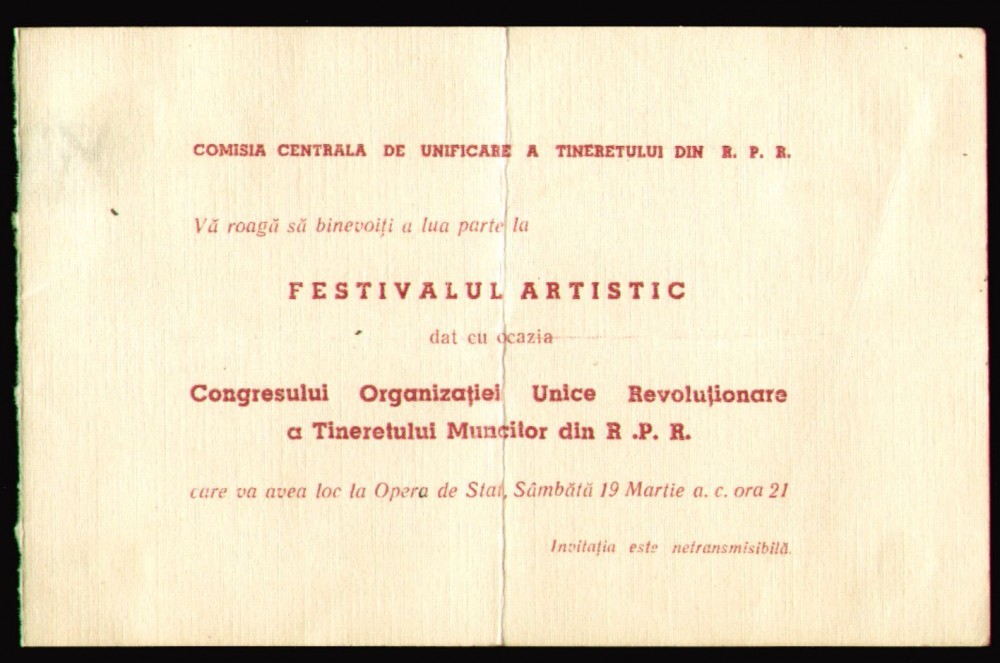 COMISIA CENTRALA DE UNIFICARE A TINERETULUI DIN R. P. R.
Vă roagă să binevoiți a lua parte la
FESTIVALUL ARTISTIC
dat cu ocazia
Congresului Organizației Unice Revoluționare
a Tineretului Muncitor din R .P. R.
care va avea loc la Opera de Stat, Sâmbătă 19 Martie a. c. ora 21
Invitația este netransmisibilă.